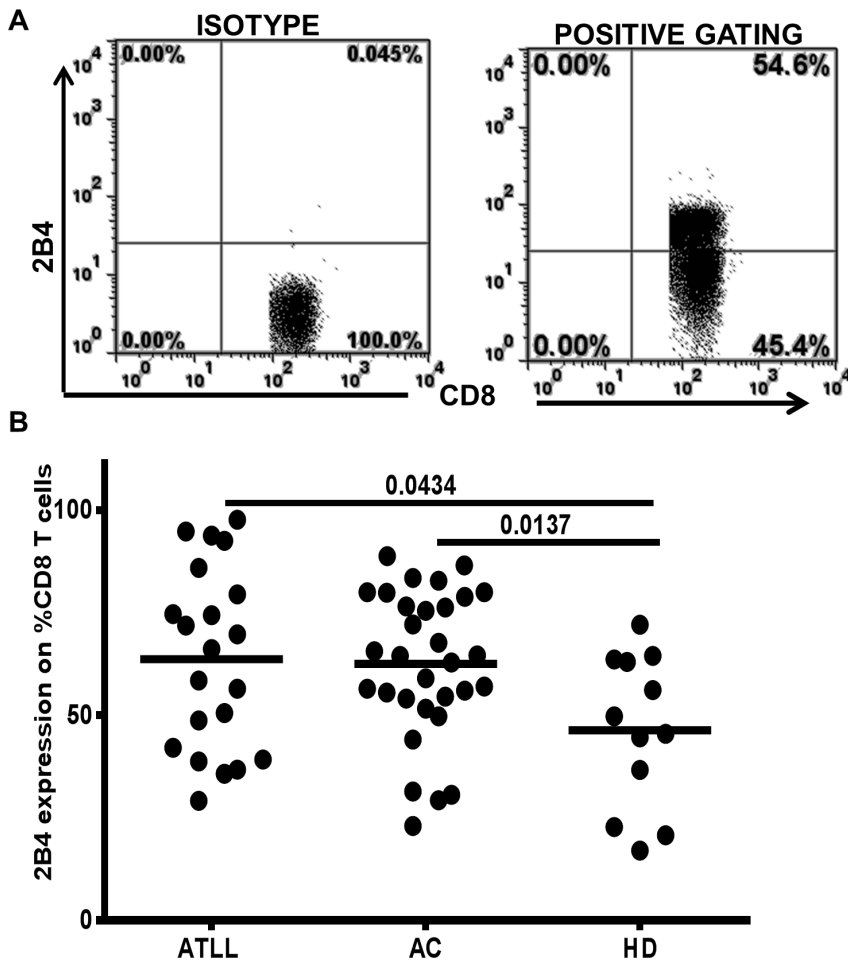 A
ISOTYPE
POSITIVE GATING
0.00% 0.045%
0.00% 100.0%
10⁴
10³
10²
10¹
10⁰
10⁰ 10¹ 10² 10³ 10⁴
2B4
0.00% 54.6%
0.00% 45.4%
10⁴
10³
10²
10¹
10⁰
10⁰ 10¹ 10² 10³ 10⁴
CD8
B
2B4 expression on %CD8 T cells
100
50
0
0.0434
0.0137
ATLL AC HD